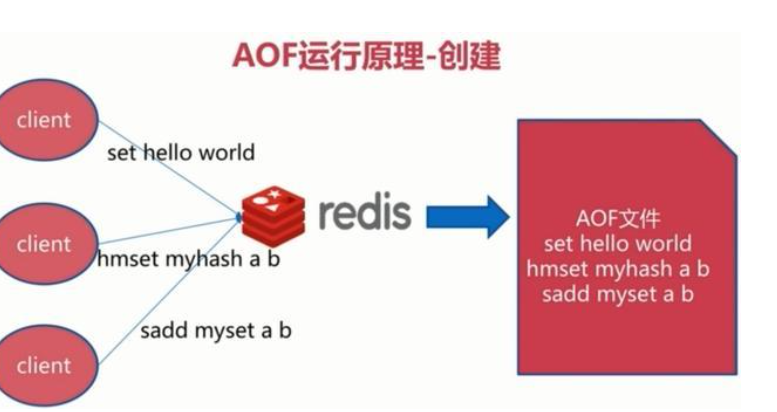 AOF运行原理-创建
client
set hello world
client
hmset myhash a b
sadd myset a b
client
redis
AOF文件
set hello world
hmset myhash a b
sadd myset a b